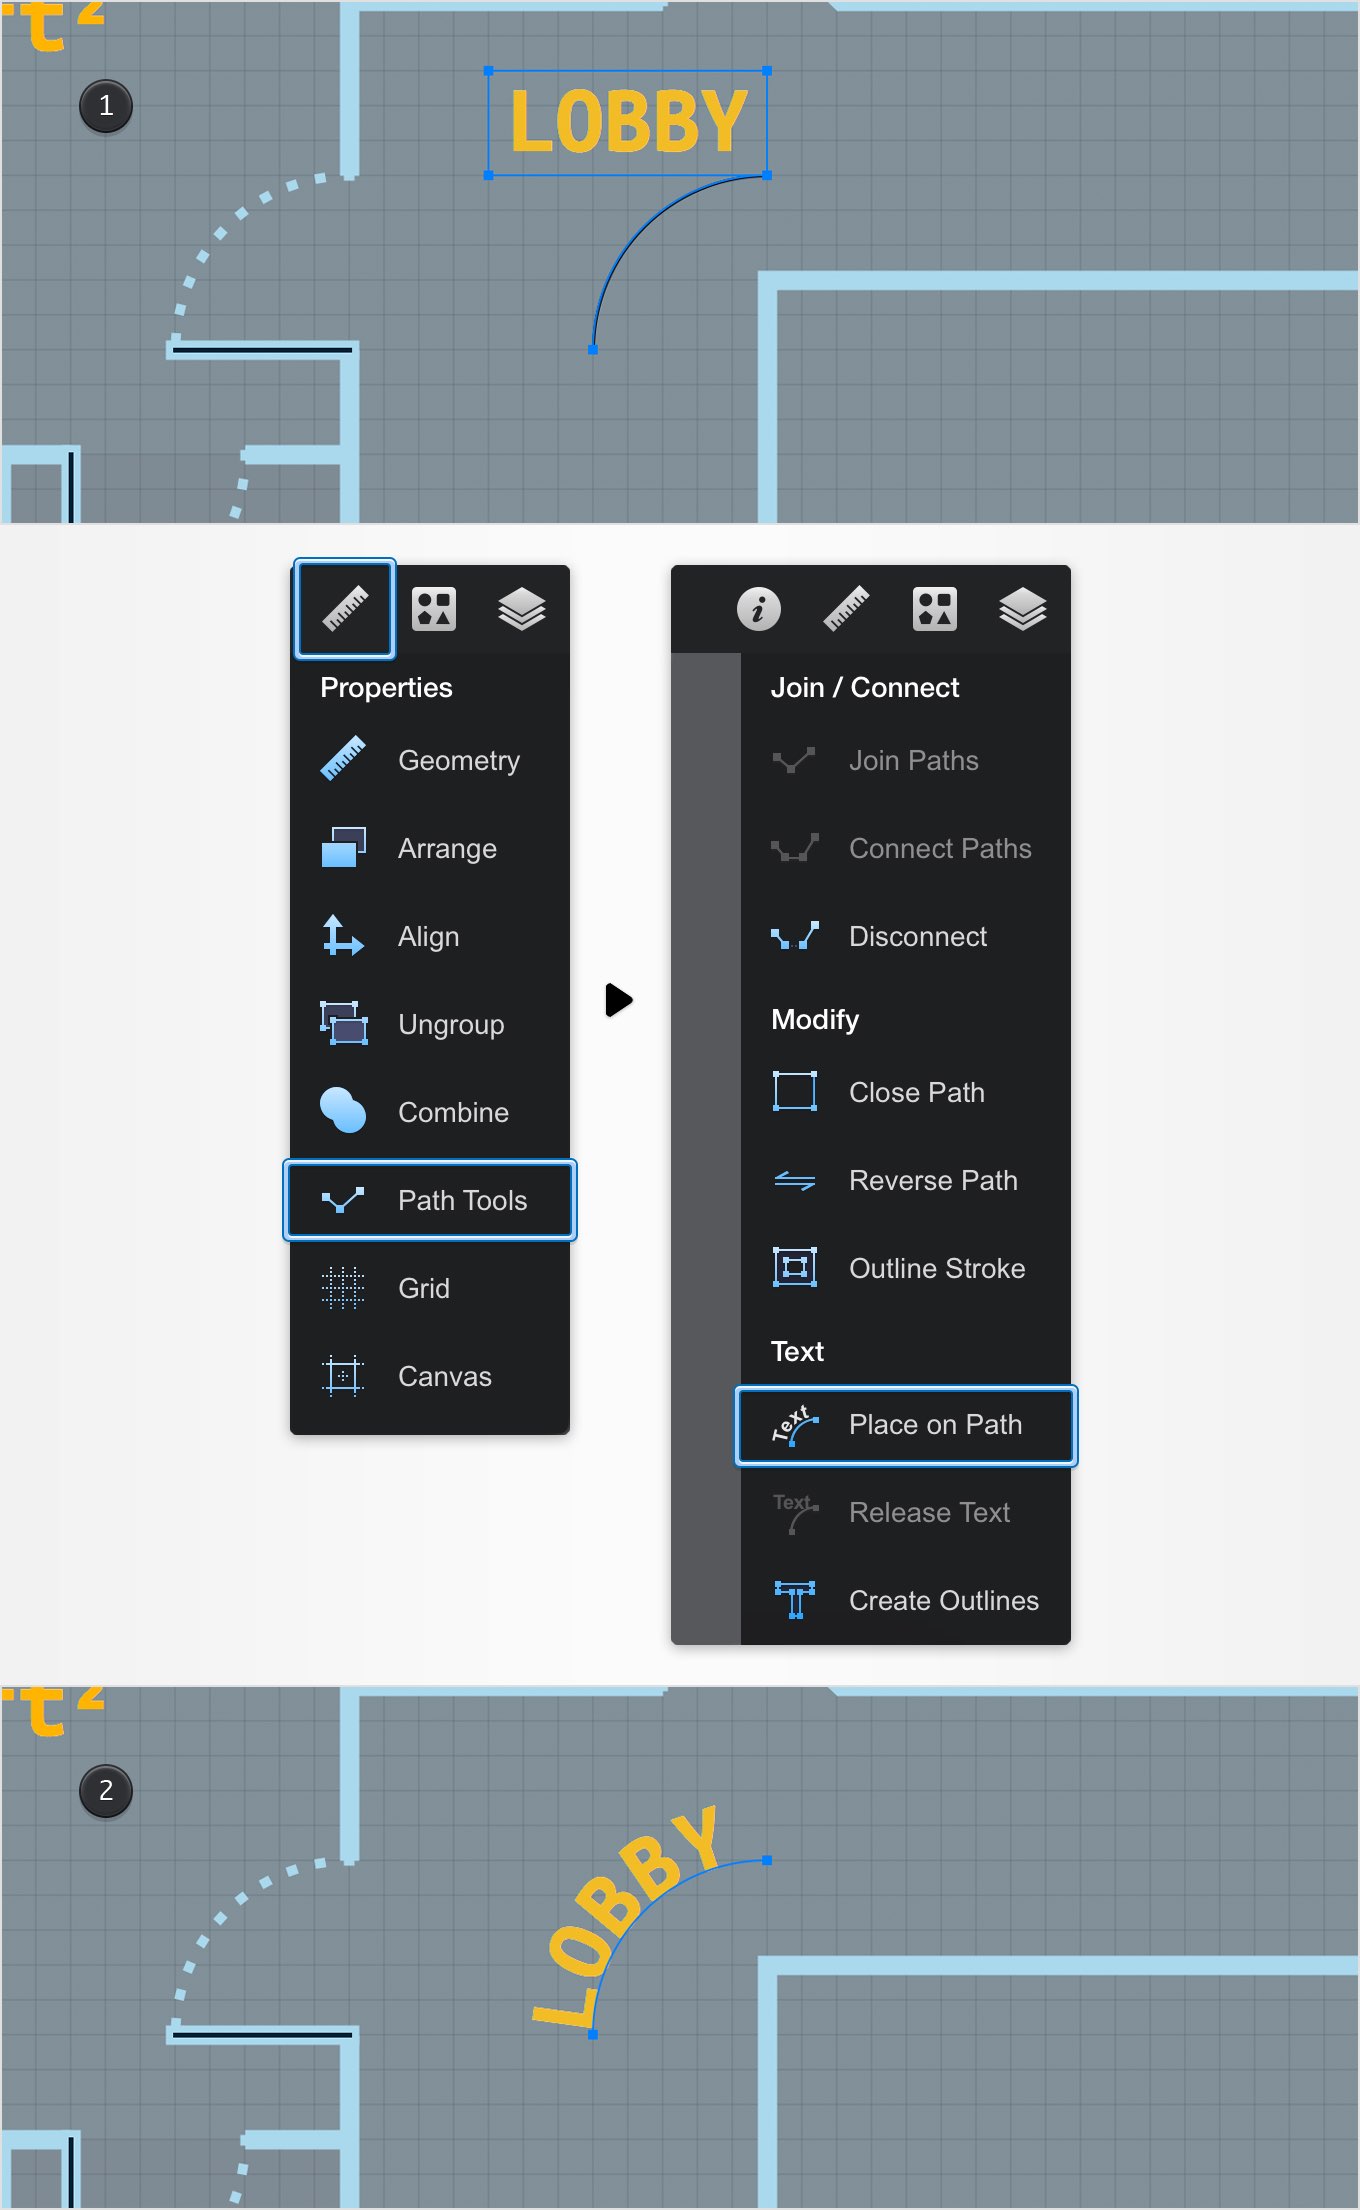 t²
1
LOBBY
Properties
Geometry
Arrange
Align
Ungroup
Combine
Path Tools
Grid
Canvas
i
Join / Connect
Join Paths
Connect Paths
Disconnect
Modify
Close Path
Reverse Path
Outline Stroke
Text
Text
Place on Path
Text
Release Text
Create Outlines
t²
2
LOBBY